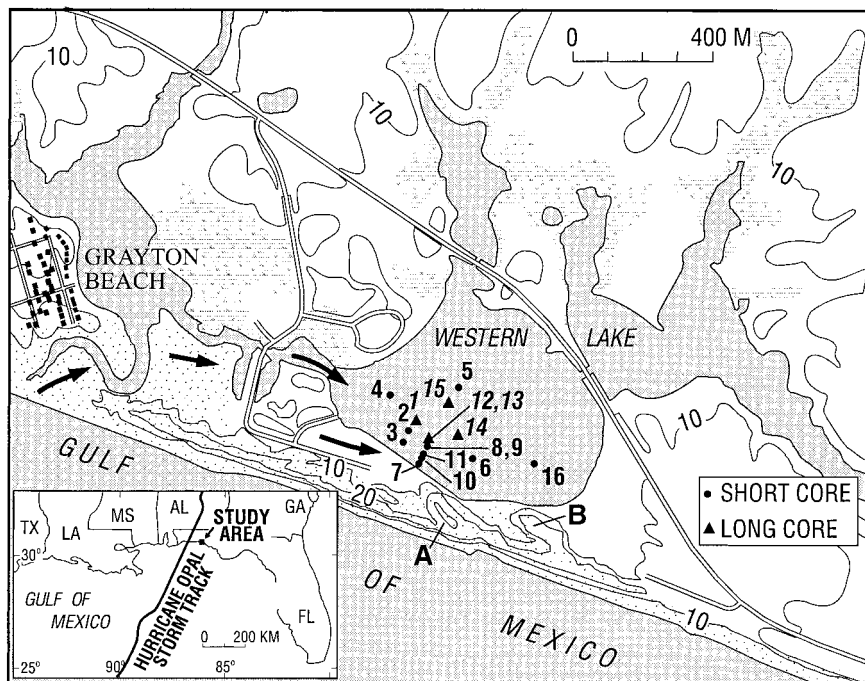 10
0 400 M
10
10
GRAYTON
BEACH
WESTERN LAKE
5
4
1
15
12, 13
2
3
14
8, 9
11
7
6
10
16
10
10
20
A
B
GULF OF MEXICO
10
● SHORT CORE
▲ LONG CORE
TX
LA
MS
AL
GA
STUDY
AREA
30°
GULF OF
MEXICO
HURRICANE OPAL
STORM TRACK
FL
0 200 KM
25°
90°
85°